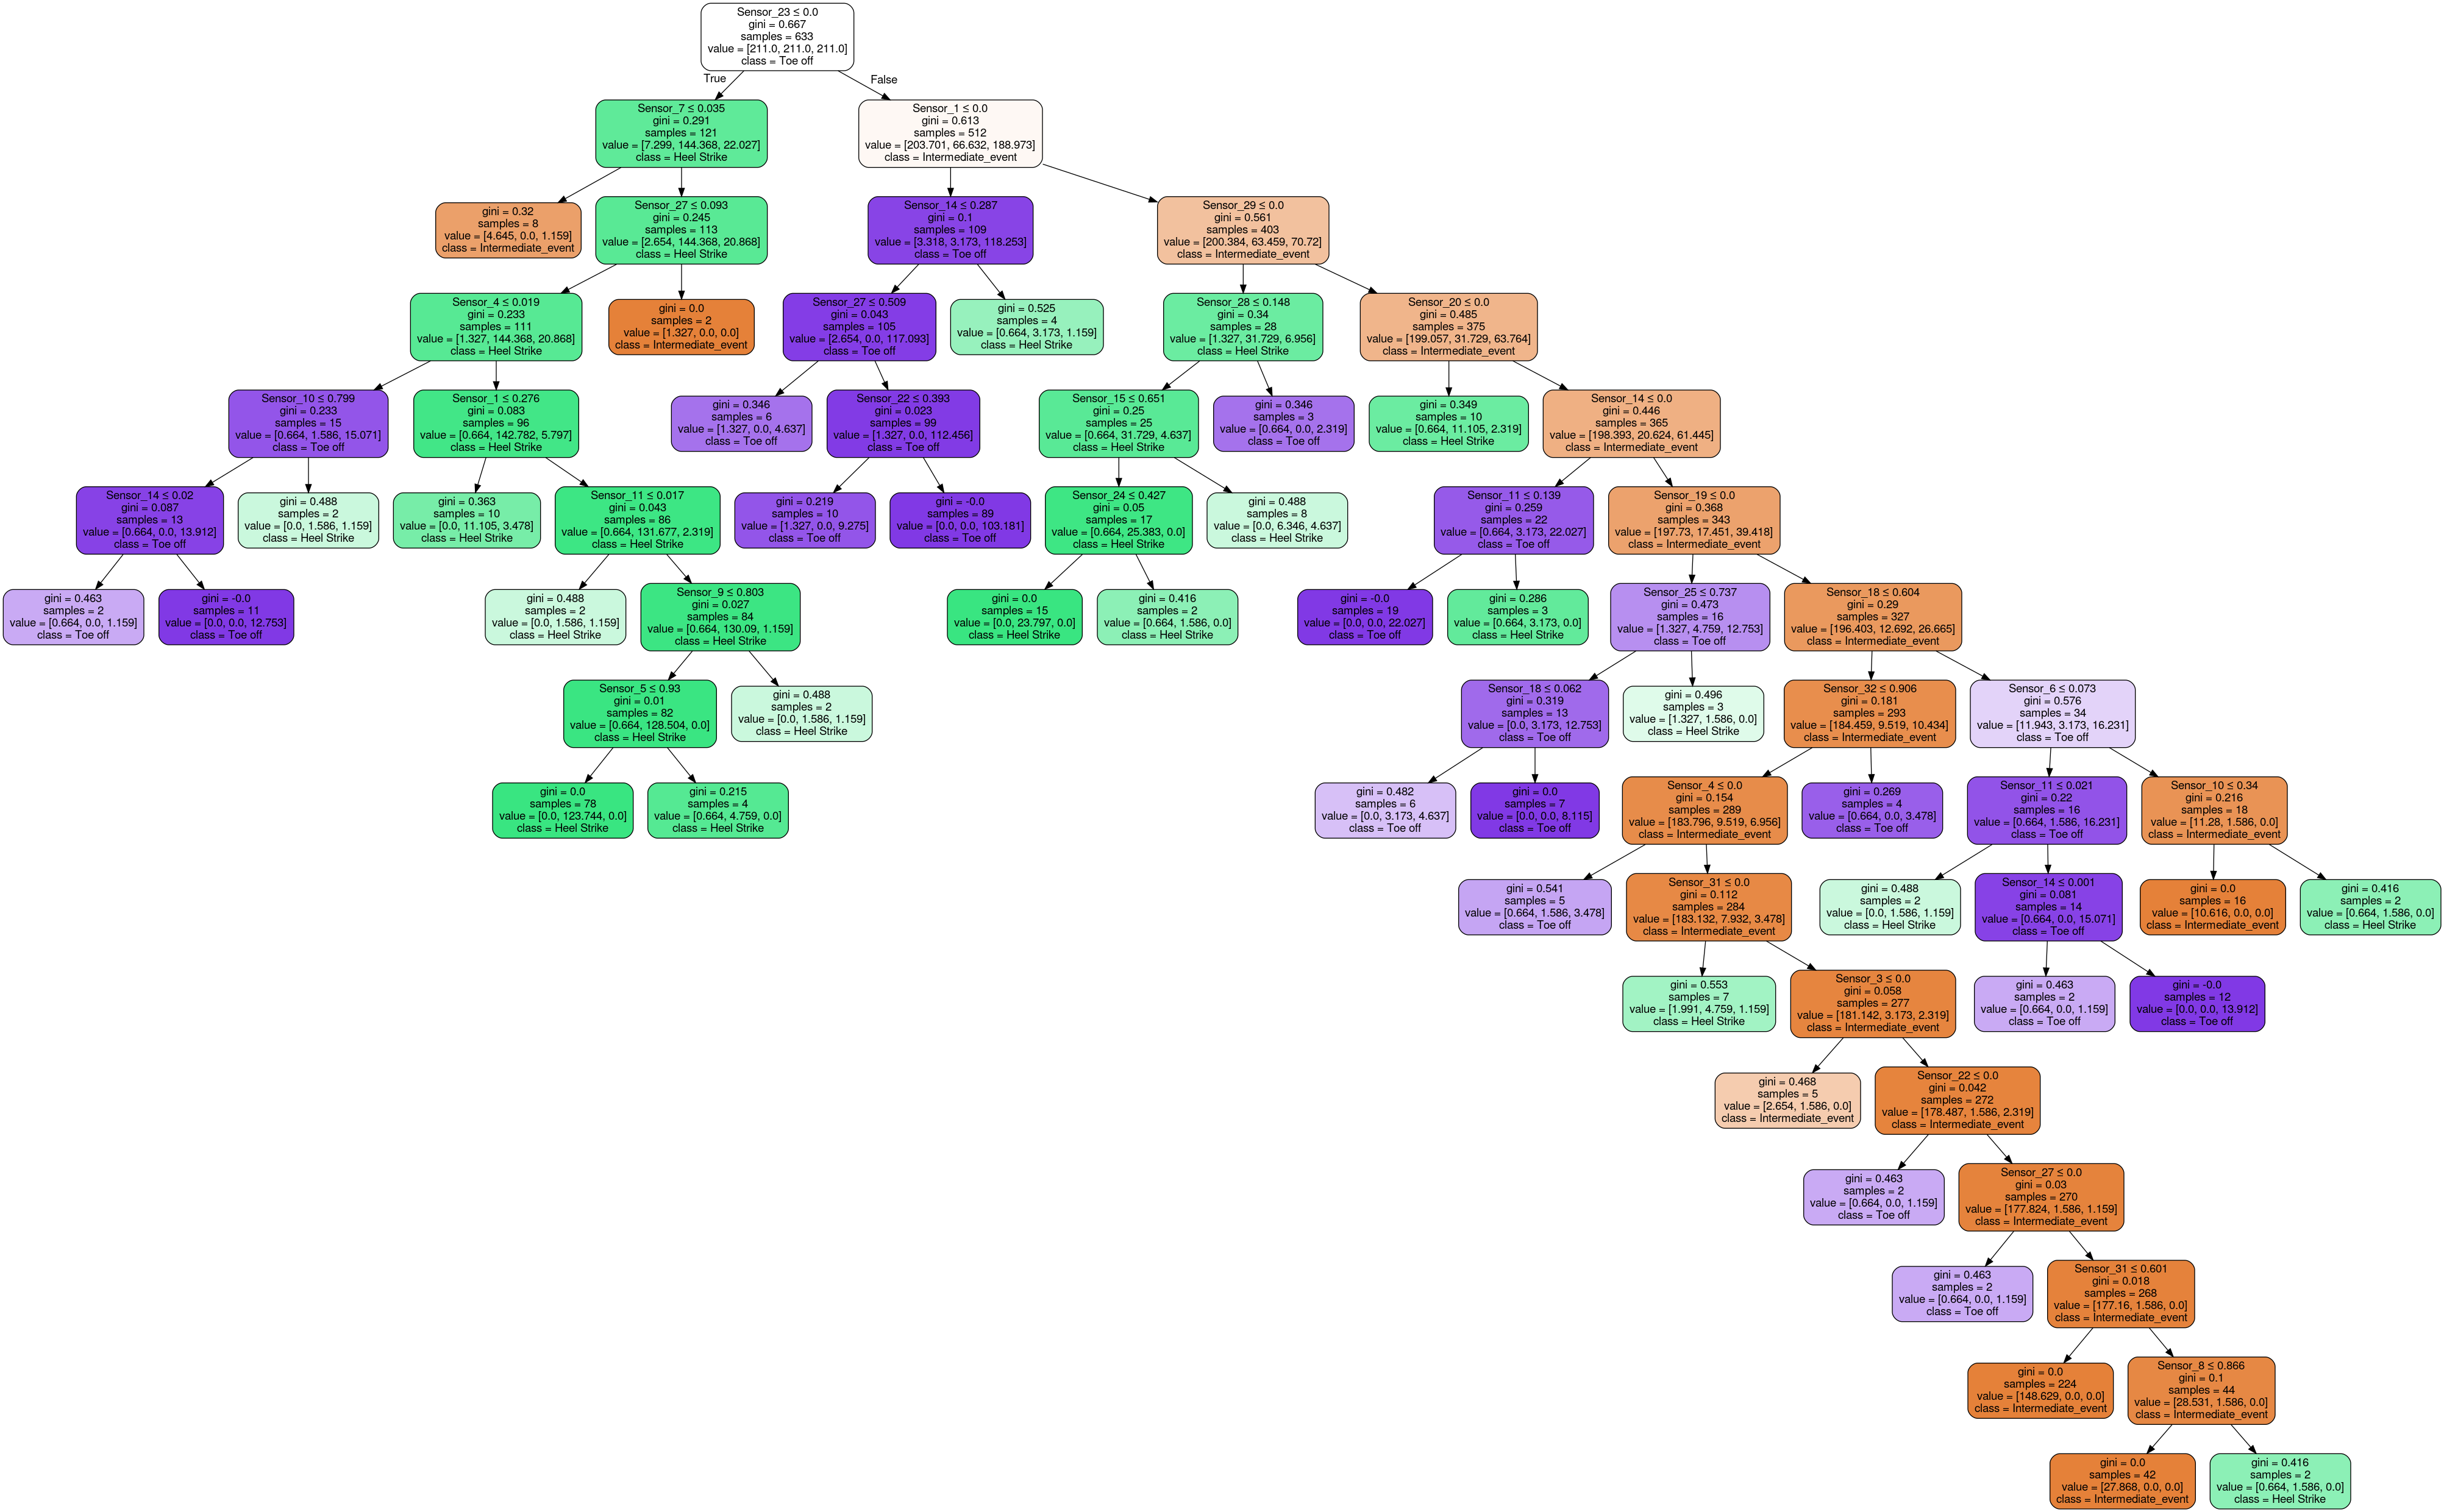 Sensor_23 ≤ 0.0
gini = 0.667
samples = 633
value = [211.0, 211.0, 211.0]
class = Toe off
True
False
Sensor_7 ≤ 0.035
gini = 0.291
samples = 121
value = [7.299, 144.368, 22.027]
class = Heel Strike
Sensor_1 ≤ 0.0
gini = 0.613
samples = 512
value = [203.701, 66.632, 188.973]
class = Intermediate_event
gini = 0.32
samples = 8
value = [4.645, 0.0, 1.159]
class = Intermediate_event
Sensor_27 ≤ 0.093
gini = 0.245
samples = 113
value = [2.654, 144.368, 20.868]
class = Heel Strike
Sensor_14 ≤ 0.287
gini = 0.1
samples = 109
value = [3.318, 3.173, 118.253]
class = Toe off
Sensor_29 ≤ 0.0
gini = 0.561
samples = 403
value = [200.384, 63.459, 70.72]
class = Intermediate_event
Sensor_4 ≤ 0.019
gini = 0.233
samples = 111
value = [1.327, 144.368, 20.868]
class = Heel Strike
gini = 0.0
samples = 2
value = [1.327, 0.0, 0.0]
class = Intermediate_event
Sensor_27 ≤ 0.509
gini = 0.043
samples = 105
value = [2.654, 0.0, 117.093]
class = Toe off
gini = 0.525
samples = 4
value = [0.664, 3.173, 1.159]
class = Heel Strike
Sensor_28 ≤ 0.148
gini = 0.34
samples = 28
value = [1.327, 31.729, 6.956]
class = Heel Strike
Sensor_20 ≤ 0.0
gini = 0.485
samples = 375
value = [199.057, 31.729, 63.764]
class = Intermediate_event
Sensor_10 ≤ 0.799
gini = 0.233
samples = 15
value = [0.664, 1.586, 15.071]
class = Toe off
Sensor_1 ≤ 0.276
gini = 0.083
samples = 96
value = [0.664, 142.782, 5.797]
class = Heel Strike
gini = 0.346
samples = 6
value = [1.327, 0.0, 4.637]
class = Toe off
Sensor_22 ≤ 0.393
gini = 0.023
samples = 99
value = [1.327, 0.0, 112.456]
class = Toe off
Sensor_15 ≤ 0.651
gini = 0.25
samples = 25
value = [0.664, 31.729, 4.637]
class = Heel Strike
gini = 0.346
samples = 3
value = [0.664, 0.0, 2.319]
class = Toe off
gini = 0.349
samples = 10
value = [0.664, 11.105, 2.319]
class = Heel Strike
Sensor_14 ≤ 0.0
gini = 0.446
samples = 365
value = [198.393, 20.624, 61.445]
class = Intermediate_event
Sensor_14 ≤ 0.02
gini = 0.087
samples = 13
value = [0.664, 0.0, 13.912]
class = Toe off
gini = 0.488
samples = 2
value = [0.0, 1.586, 1.159]
class = Heel Strike
gini = 0.363
samples = 10
value = [0.0, 11.105, 3.478]
class = Heel Strike
Sensor_11 ≤ 0.017
gini = 0.043
samples = 86
value = [0.664, 131.677, 2.319]
class = Heel Strike
gini = 0.219
samples = 10
value = [1.327, 0.0, 9.275]
class = Toe off
gini = -0.0
samples = 89
value = [0.0, 0.0, 103.181]
class = Toe off
Sensor_24 ≤ 0.427
gini = 0.05
samples = 17
value = [0.664, 25.383, 0.0]
class = Heel Strike
gini = 0.488
samples = 8
value = [0.0, 6.346, 4.637]
class = Heel Strike
Sensor_11 ≤ 0.139
gini = 0.259
samples = 22
value = [0.664, 3.173, 22.027]
class = Toe off
Sensor_19 ≤ 0.0
gini = 0.368
samples = 343
value = [197.73, 17.451, 39.418]
class = Intermediate_event
gini = 0.463
samples = 2
value = [0.664, 0.0, 1.159]
class = Toe off
gini = -0.0
samples = 11
value = [0.0, 0.0, 12.753]
class = Toe off
gini = 0.488
samples = 2
value = [0.0, 1.586, 1.159]
class = Heel Strike
Sensor_9 ≤ 0.803
gini = 0.027
samples = 84
value = [0.664, 130.09, 1.159]
class = Heel Strike
gini = 0.0
samples = 15
value = [0.0, 23.797, 0.0]
class = Heel Strike
gini = 0.416
samples = 2
value = [0.664, 1.586, 0.0]
class = Heel Strike
gini = -0.0
samples = 19
value = [0.0, 0.0, 22.027]
class = Toe off
gini = 0.286
samples = 3
value = [0.664, 3.173, 0.0]
class = Heel Strike
Sensor_25 ≤ 0.737
gini = 0.473
samples = 16
value = [1.327, 4.759, 12.753]
class = Toe off
Sensor_18 ≤ 0.604
gini = 0.29
samples = 327
value = [196.403, 12.692, 26.665]
class = Intermediate_event
Sensor_5 ≤ 0.93
gini = 0.01
samples = 82
value = [0.664, 128.504, 0.0]
class = Heel Strike
gini = 0.488
samples = 2
value = [0.0, 1.586, 1.159]
class = Heel Strike
Sensor_18 ≤ 0.062
gini = 0.319
samples = 13
value = [0.0, 3.173, 12.753]
class = Toe off
gini = 0.496
samples = 3
value = [1.327, 1.586, 0.0]
class = Heel Strike
Sensor_32 ≤ 0.906
gini = 0.181
samples = 293
value = [184.459, 9.519, 10.434]
class = Intermediate_event
Sensor_6 ≤ 0.073
gini = 0.576
samples = 34
value = [11.943, 3.173, 16.231]
class = Toe off
gini = 0.0
samples = 78
value = [0.0, 123.744, 0.0]
class = Heel Strike
gini = 0.215
samples = 4
value = [0.664, 4.759, 0.0]
class = Heel Strike
gini = 0.482
samples = 6
value = [0.0, 3.173, 4.637]
class = Toe off
gini = 0.0
samples = 7
value = [0.0, 0.0, 8.115]
class = Toe off
Sensor_4 ≤ 0.0
gini = 0.154
samples = 289
value = [183.796, 9.519, 6.956]
class = Intermediate_event
gini = 0.269
samples = 4
value = [0.664, 0.0, 3.478]
class = Toe off
Sensor_11 ≤ 0.021
gini = 0.22
samples = 16
value = [0.664, 1.586, 16.231]
class = Toe off
Sensor_10 ≤ 0.34
gini = 0.216
samples = 18
value = [11.28, 1.586, 0.0]
class = Intermediate_event
gini = 0.541
samples = 5
value = [0.664, 1.586, 3.478]
class = Toe off
Sensor_31 ≤ 0.0
gini = 0.112
samples = 284
value = [183.132, 7.932, 3.478]
class = Intermediate_event
gini = 0.488
samples = 2
value = [0.0, 1.586, 1.159]
class = Heel Strike
Sensor_14 ≤ 0.001
gini = 0.081
samples = 14
value = [0.664, 0.0, 15.071]
class = Toe off
gini = 0.0
samples = 16
value = [10.616, 0.0, 0.0]
class = Intermediate_event
gini = 0.416
samples = 2
value = [0.664, 1.586, 0.0]
class = Heel Strike
gini = 0.553
samples = 7
value = [1.991, 4.759, 1.159]
class = Heel Strike
Sensor_3 ≤ 0.0
gini = 0.058
samples = 277
value = [181.142, 3.173, 2.319]
class = Intermediate_event
gini = 0.463
samples = 2
value = [0.664, 0.0, 1.159]
class = Toe off
gini = -0.0
samples = 12
value = [0.0, 0.0, 13.912]
class = Toe off
gini = 0.468
samples = 5
value = [2.654, 1.586, 0.0]
class = Intermediate_event
Sensor_22 ≤ 0.0
gini = 0.042
samples = 272
value = [178.487, 1.586, 2.319]
class = Intermediate_event
gini = 0.463
samples = 2
value = [0.664, 0.0, 1.159]
class = Toe off
Sensor_27 ≤ 0.0
gini = 0.03
samples = 270
value = [177.824, 1.586, 1.159]
class = Intermediate_event
gini = 0.463
samples = 2
value = [0.664, 0.0, 1.159]
class = Toe off
Sensor_31 ≤ 0.601
gini = 0.018
samples = 268
value = [177.16, 1.586, 0.0]
class = Intermediate_event
gini = 0.0
samples = 224
value = [148.629, 0.0, 0.0]
class = Intermediate_event
Sensor_8 ≤ 0.866
gini = 0.1
samples = 44
value = [28.531, 1.586, 0.0]
class = Intermediate_event
gini = 0.0
samples = 42
value = [27.868, 0.0, 0.0]
class = Intermediate_event
gini = 0.416
samples = 2
value = [0.664, 1.586, 0.0]
class = Heel Strike